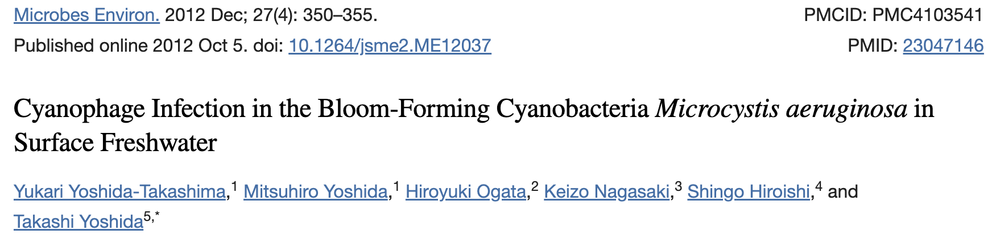 Microbes Environ. 2012 Dec; 27(4): 350–355. PMCID: PMC4103541
Published online 2012 Oct 5. doi: 10.1264/jsme2.ME12037 PMID: 23047146
Cyanophage Infection in the Bloom-Forming Cyanobacteria Microcystis aeruginosa in
Surface Freshwater
Yukari Yoshida-Takashima,1 Mitsuhiro Yoshida,1 Hiroyuki Ogata,2 Keizo Nagasaki,3 Shingo Hiroishi,4 and
Takashi Yoshida5,*